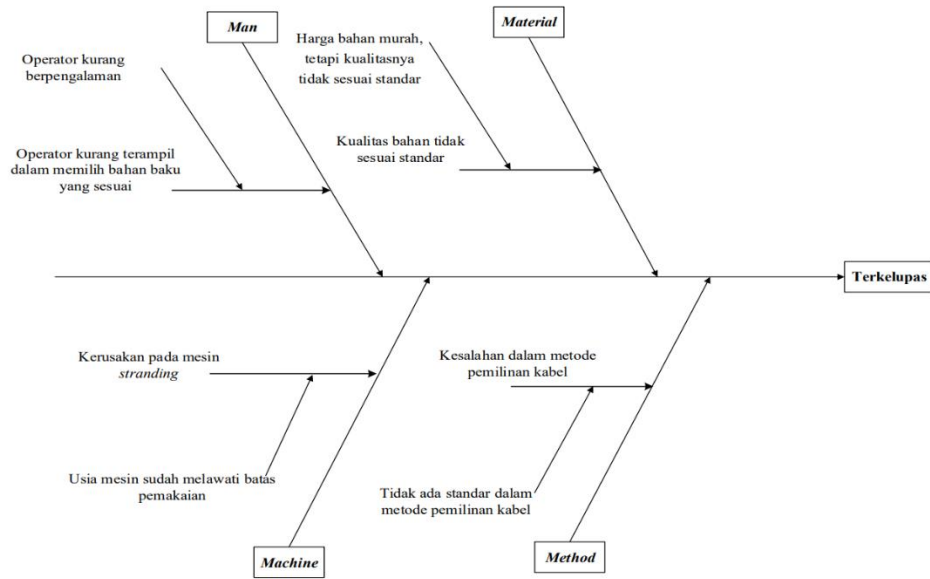 Man
Material
Harga bahan murah,
tetapi kualitasnya
tidak sesuai standar
Operator kurang
berpengalaman
Operator kurang terampil
dalam memilih bahan baku
yang sesuai
Kualitas bahan tidak
sesuai standar
Terkelupas
Kerusakan pada mesin
stranding
Kesalahan dalam metode
pemilinan kabel
Usia mesin sudah melawati batas
pemakaian
Tidak ada standar dalam
metode pemilinan kabel
Machine
Method